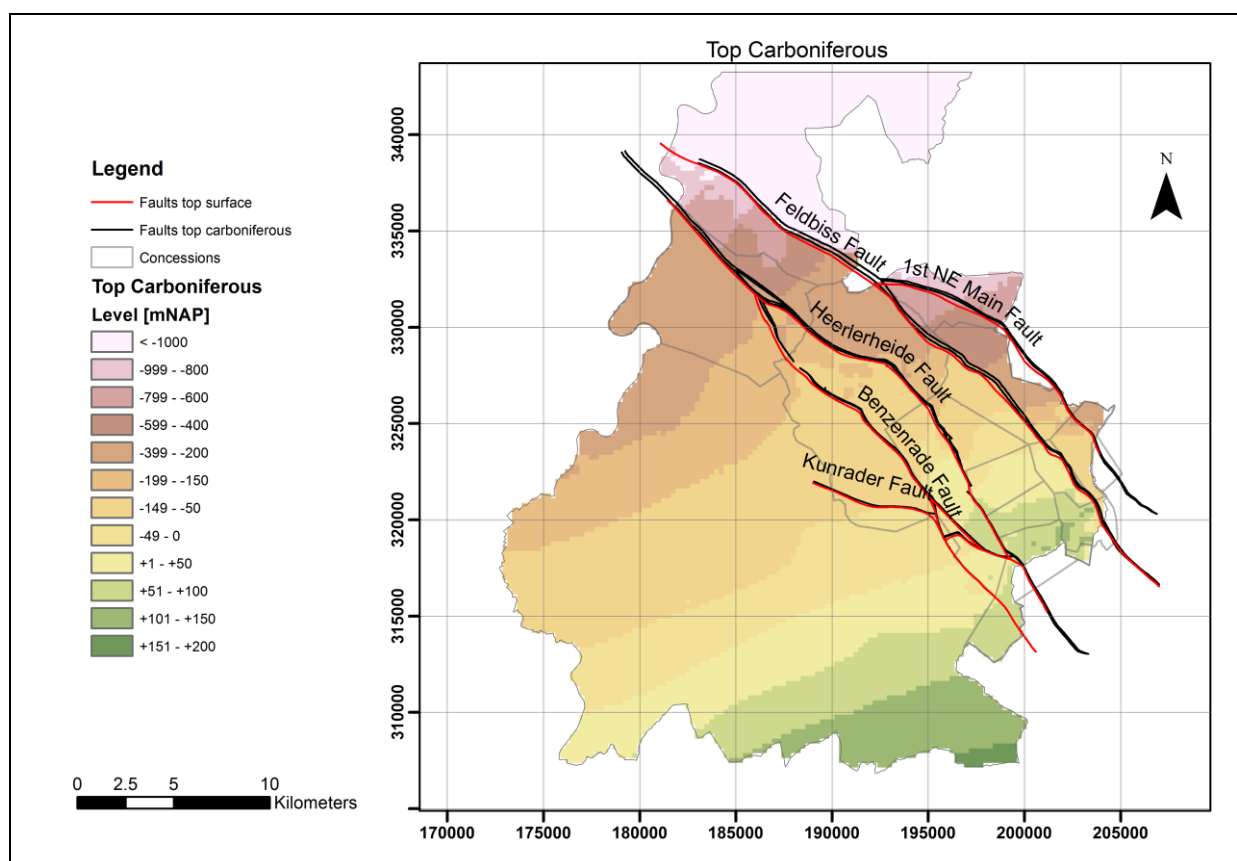 Top Carboniferous
Legend
Faults top surface
Faults top carboniferous
Concessions
Top Carboniferous
Level [mNAP]
< -1000
-999 - -800
-799 - -600
-599 - -400
-399 - -200
-199 - -150
-149 - -50
-49 - 0
+1 - +50
+51 - +100
+101 - +150
+151 - +200
0 2.5 5 10
Kilometers
340000
335000
330000
325000
320000
315000
310000
170000 175000 180000 185000 190000 195000 200000 205000
N
Feldbiss Fault
1st NE Main Fault
Heerlerheide Fault
Benzenrade Fault
Kunrader Fault